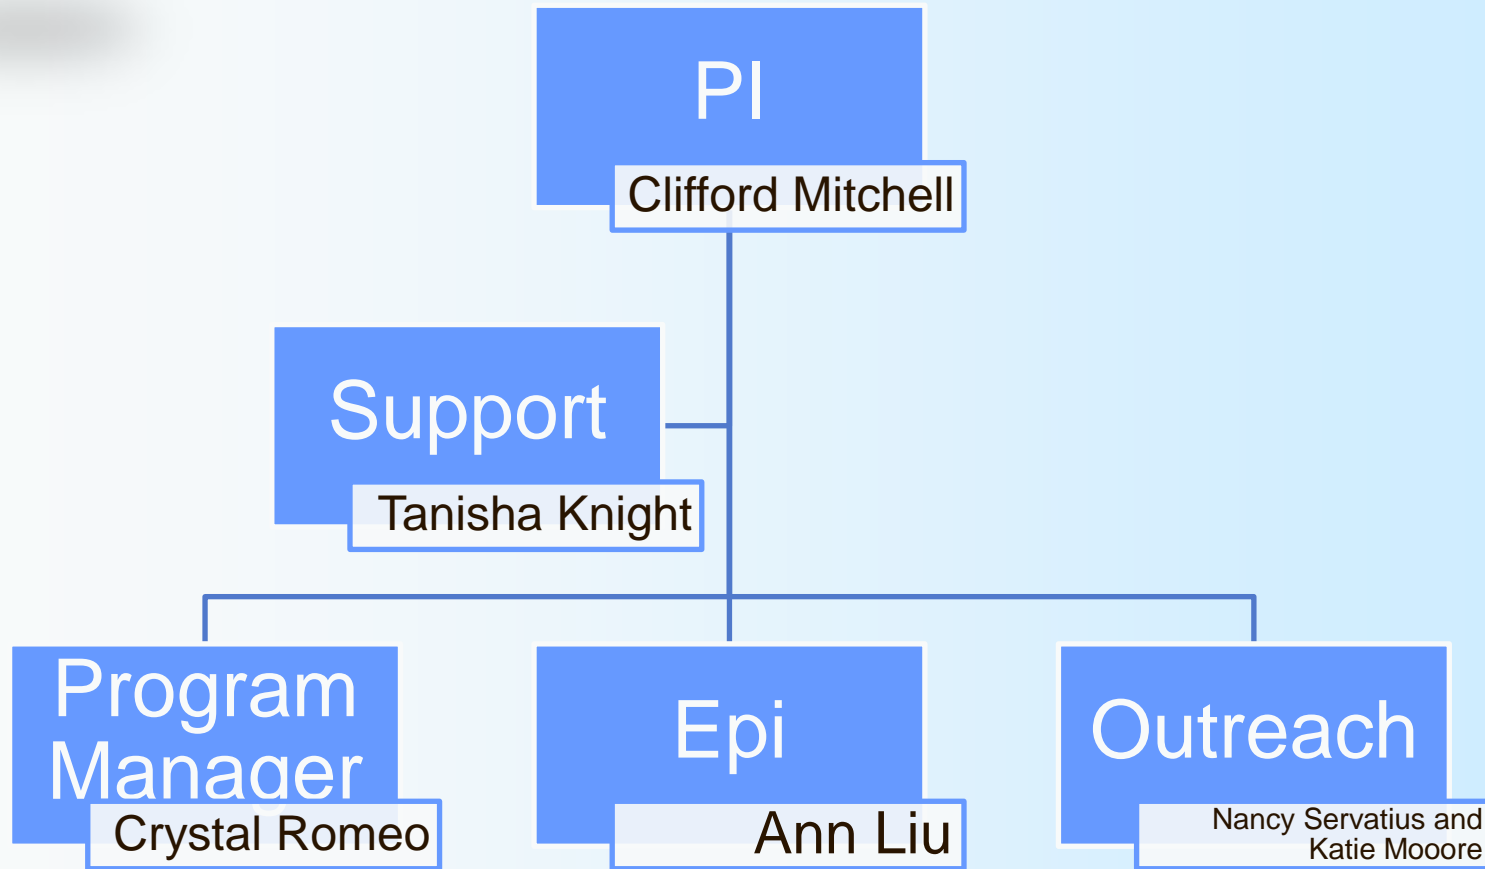 PI
Clifford Mitchell
Support
Tanisha Knight
Program
Manager
Crystal Romeo
Epi
Ann Liu
Outreach
Nancy Servatius and
Katie Mooore